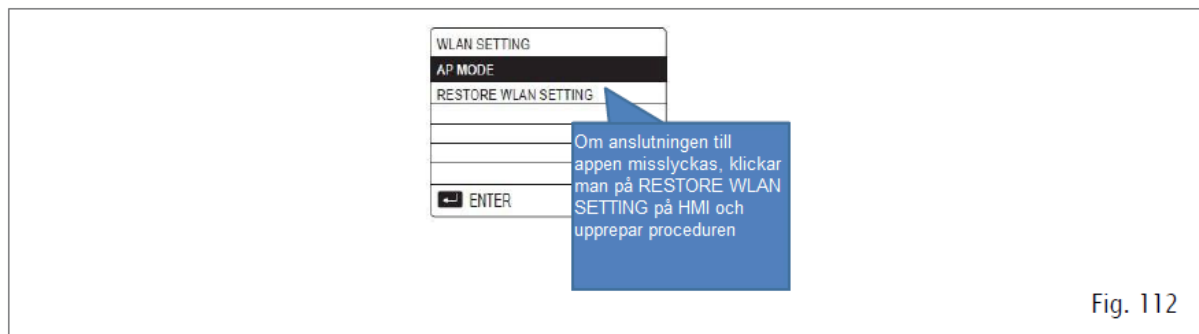 WLAN SETTING
AP MODE
RESTORE WLAN SETTING
ENTER
Om anslutningen till
appen misslyckas, klickar
man på RESTORE WLAN
SETTING på HMI och
upprepar proceduren
Fig. 112